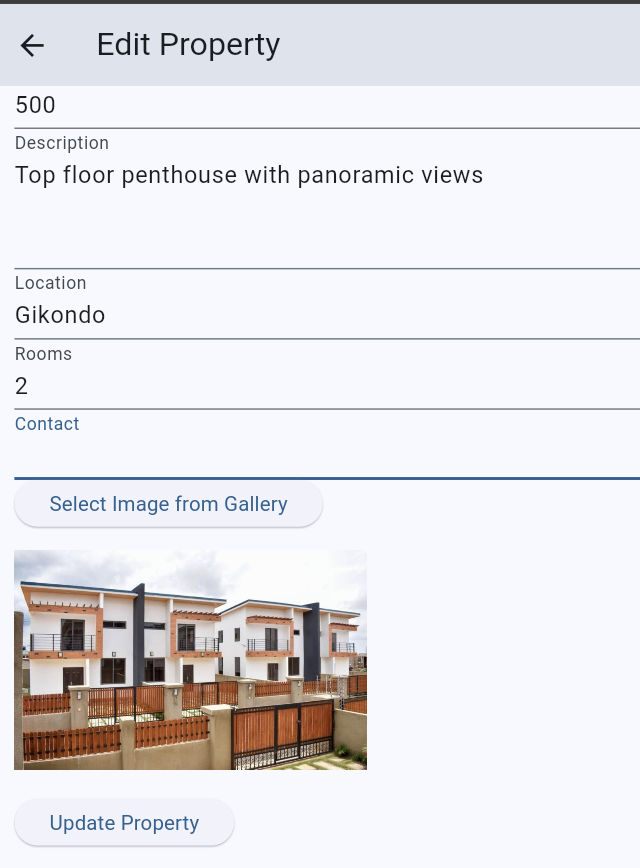 Edit Property
500
Description
Top floor penthouse with panoramic views
Location
Gikondo
Rooms
2
Contact
Select Image from Gallery
Update Property